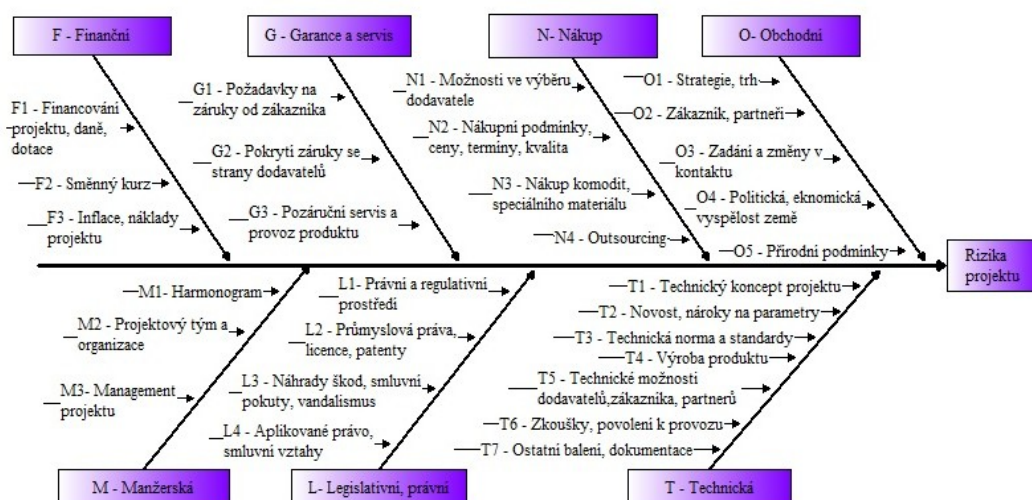 F - Finanční
G - Garance a servis
N- Nákup
O- Obchodní
F1 - Financování
projektu, daně,
dotace
F2 - Směnný kurz
F3 - Inflace, náklady
projektu
G1 - Požadavky na
záruky od zákazníka
G2 - Pokrytí záruky se
strany dodavatelů
G3 - Pozáruční servis a
provoz produktu
N1 - Možnosti ve výběru
dodavatele
N2 - Nákupní podmínky,
ceny, termíny, kvalita
N3 - Nákup komodit,
speciálního materiálu
N4 - Outsourcing
O1 - Strategie, trh
O2 - Zákazník, partneři
O3 - Zadání a změny v
kontaktu
O4 - Politická, eknomická
vyspělost země
O5 - Přírodní podmínky
Rizika
projektu
M1- Harmonogram
M2 - Projektový tým a
organizace
M3- Management
projektu
L1- Právní a regulativní
prostředí
L2 - Průmyslová práva,
licence, patenty
L3 - Náhrady škod, smluvní
pokuty, vandalismus
L4 - Aplikované právo,
smluvní vztahy
T1 - Technický koncept projektu
T2 - Novost, nároky na parametry
T3 - Technická norma a standardy
T4 - Výroba produktu
T5 - Technické možnosti
dodavatelů,zákazníka, partnerů
T6 - Zkoušky, povolení k provozu
T7 - Ostatní balení, dokumentace
M - Manžerská
L- Legislativní, právní
T - Technická